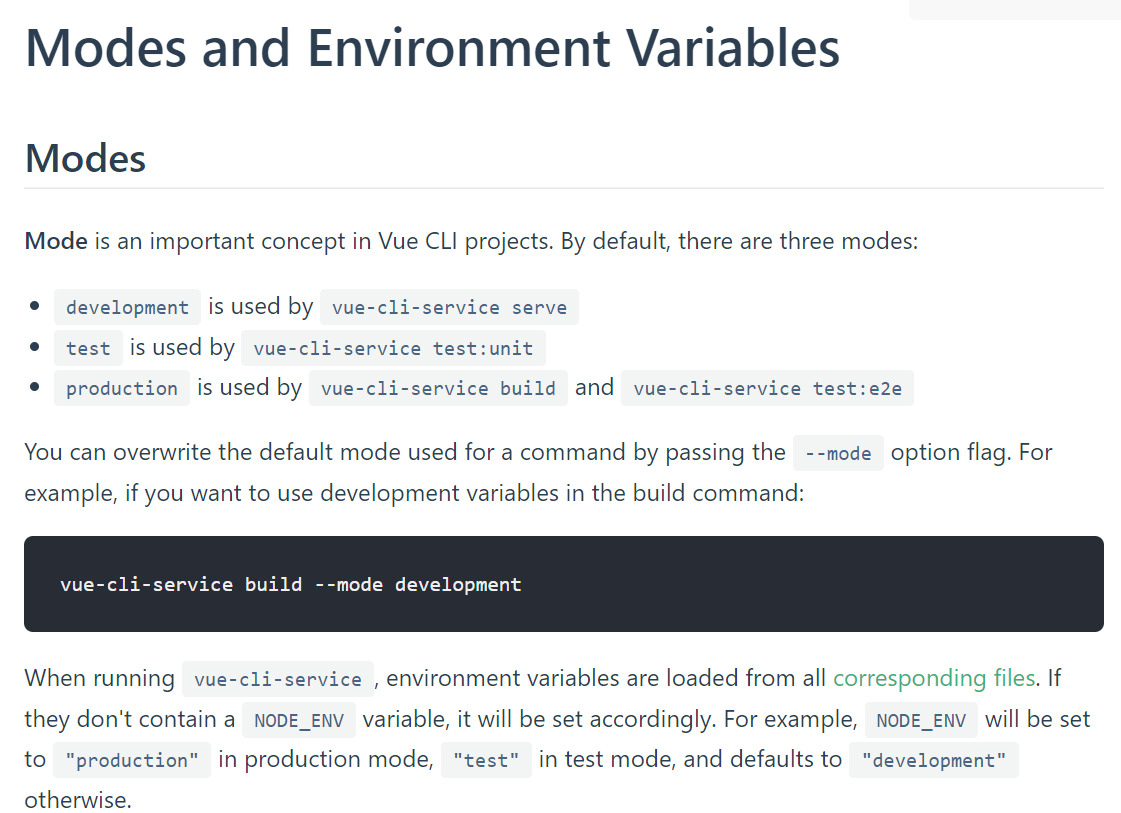 Modes and Environment Variables
Modes
Mode is an important concept in Vue CLI projects. By default, there are three modes:
development is used by vue-cli-service serve
test is used by vue-cli-service test:unit
production is used by vue-cli-service build and vue-cli-service test:e2e
You can overwrite the default mode used for a command by passing the --mode option flag. For
example, if you want to use development variables in the build command:
vue-cli-service build --mode development
When running vue-cli-service, environment variables are loaded from all corresponding files. If
they don't contain a NODE_ENV variable, it will be set accordingly. For example, NODE_ENV will be set
to "production" in production mode, "test" in test mode, and defaults to "development"
otherwise.